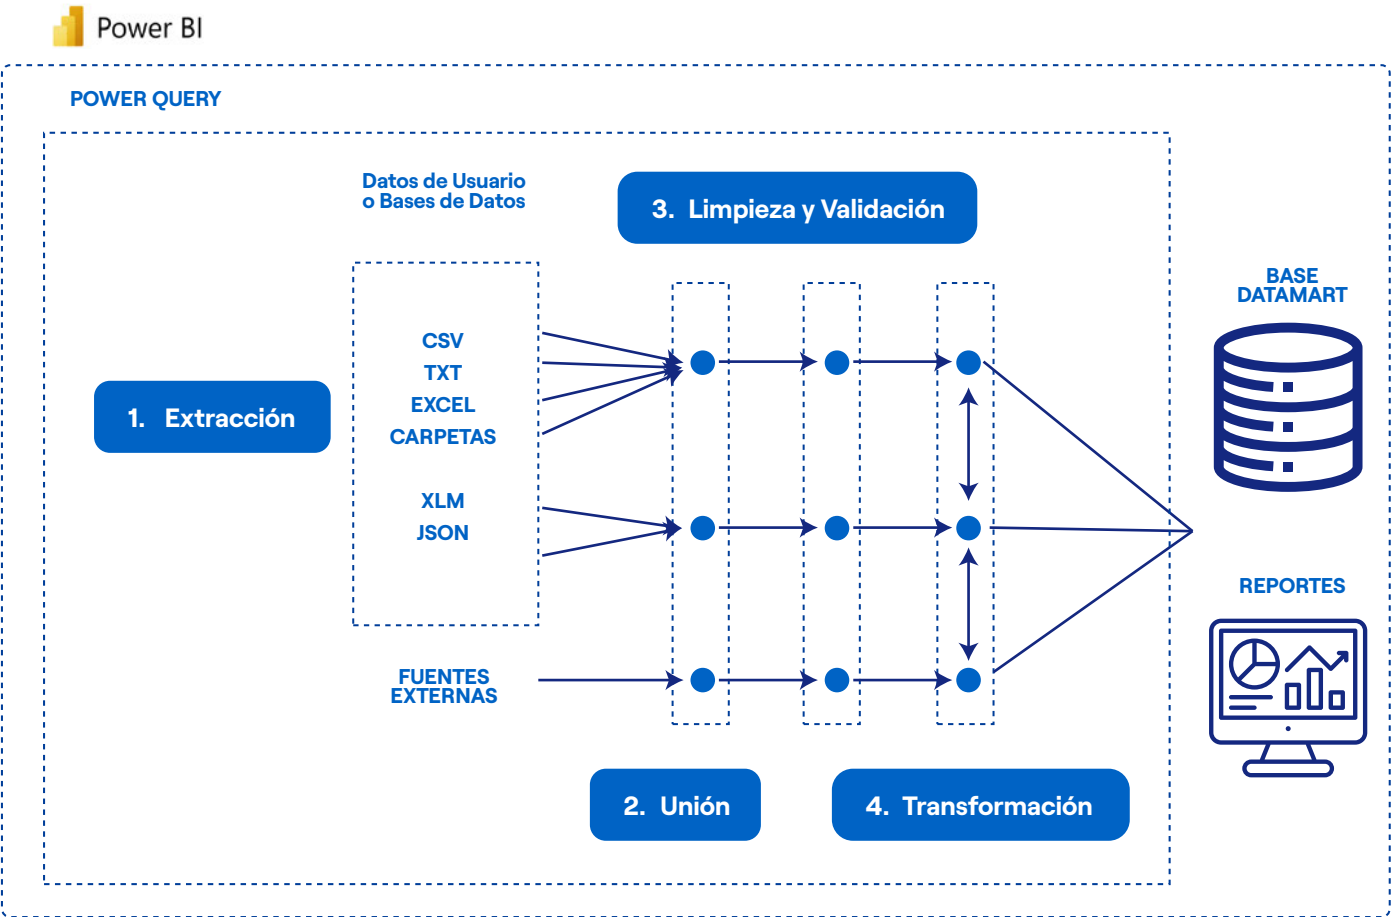 Power BI
POWER QUERY
Datos de Usuario
o Bases de Datos
3. Limpieza y Validación
1. Extracción
CSV
TXT
EXCEL
CARPETAS
XLM
JSON
FUENTES
EXTERNAS
2. Unión
4. Transformación
BASE
DATAMART
REPORTES